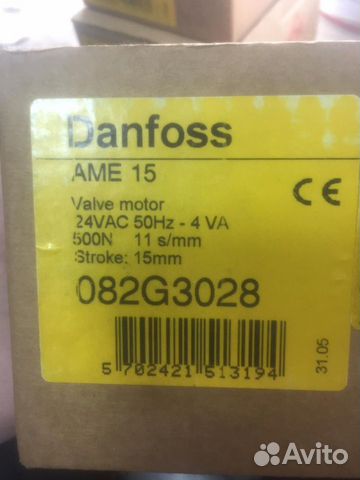 Danfoss
AME 15
CE
Valve motor
24VAC 50Hz - 4 VA
500N 11 s/mm
Stroke: 15mm
082G3028
5 702421 513194
31.05
Avito